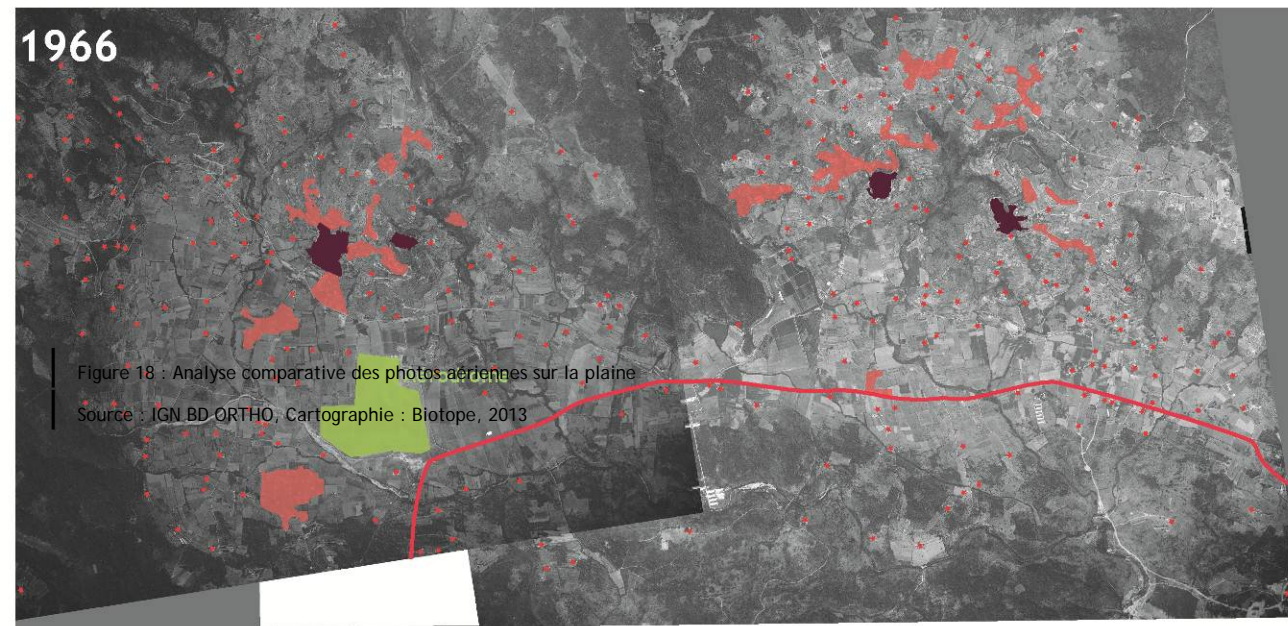 1966
Figure 18 : Analyse comparative des photos aériennes sur la plaine
Source : IGN BD ORTHO, Cartographie : Biotope, 2013